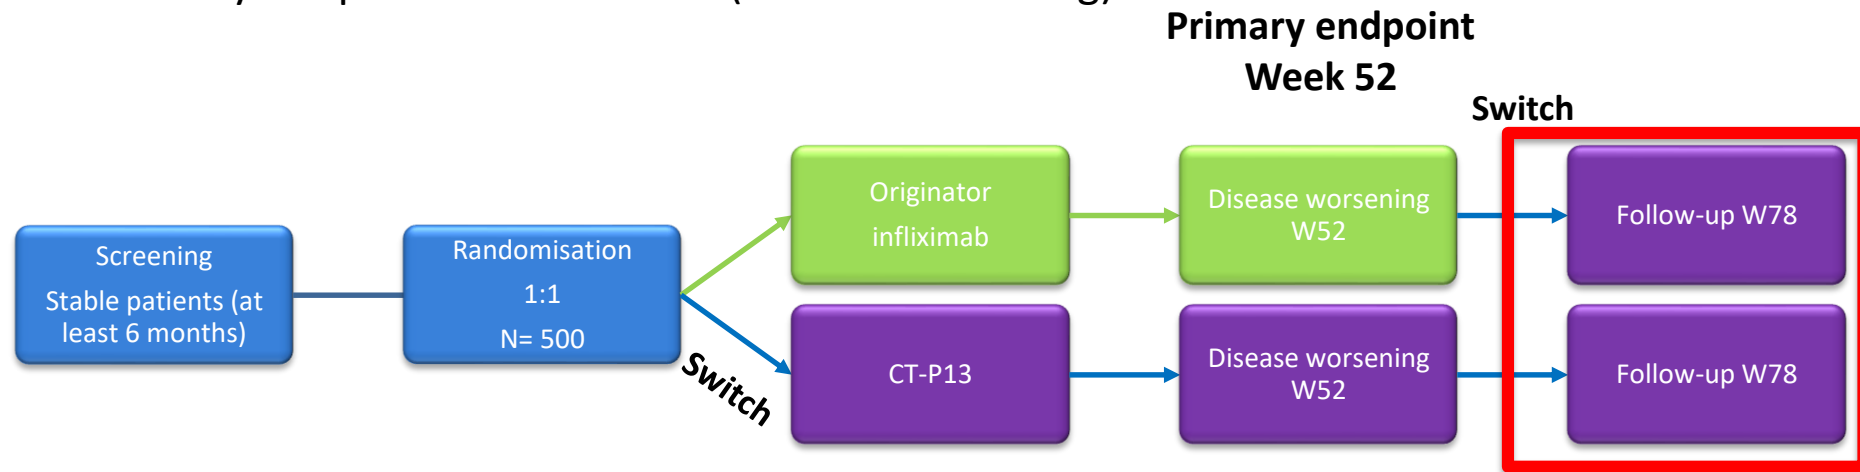 Primary endpoint
Week 52
Switch
Screening
Stable patients (at
least 6 months)
Randomisation
1:1
N= 500
Switch
Originator
infliximab
Disease worsening
W52
Follow-up W78
CT-P13
Disease worsening
W52
Follow-up W78